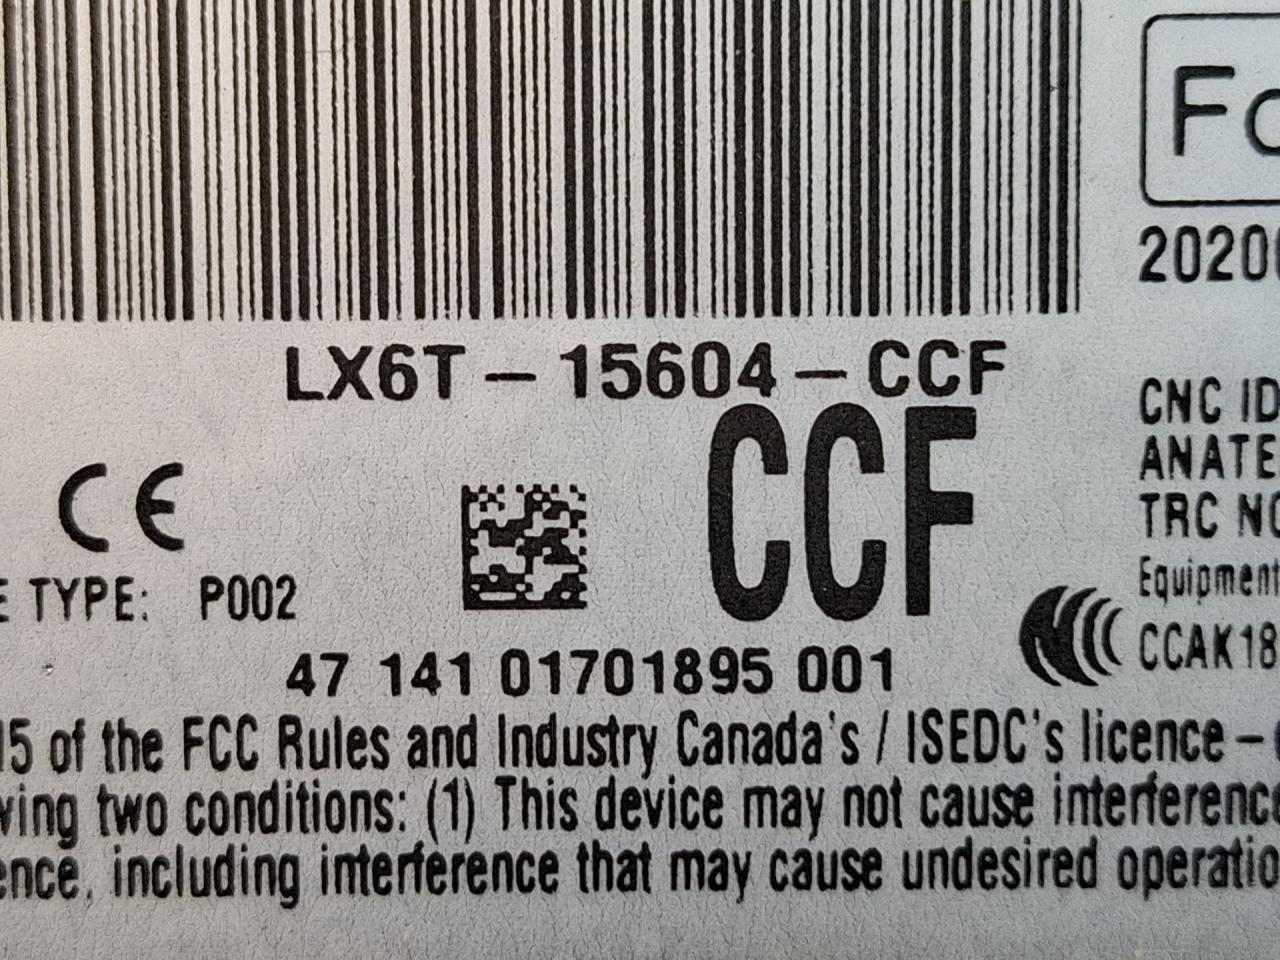 LX6T-15604-CCF
CCF
CE
E TYPE: P002
47 141 01701895 001
15 of the FCC Rules and Industry Canada's / ISEDC's licence-
ving two conditions: (1) This device may not cause interference
ence, including interference that may cause undesired operatio
Fo
2020
CNC ID
ANATE
TRC NO
Equipment
CCAK18